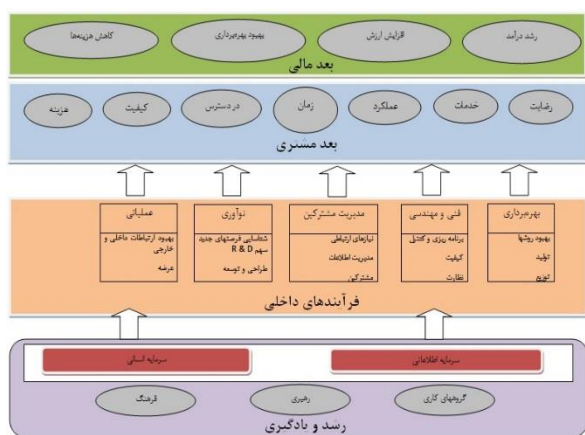 رشد درآمد
افزایش ارزش
بهبود بهره‌برداری
کاهش هزینه‌ها
بعد مالی
رضایت
خدمات
عملکرد
زمان
در دسترس
کیفیت
هزینه
بعد مشتری
بهره‌برداری
بهبود روشها
تولید
توزیع
فنی و مهندسی
برنامه ریزی و کنترل
کیفیت
نظارت
مدیریت مشترکین
نیازهای ارتباطی
مدیریت اطلاعات
مشترکین
نوآوری
شناسایی فرصتهای جدید
سهم R & D
طراحی و توسعه
عملیاتی
بهبود ارتباطات داخلی و
خارجی
عرضه
فرآیندهای داخلی
سرمایه اطلاعاتی
سرمایه انسانی
گروههای کاری
رهبری
فرهنگ
رشد و یادگیری